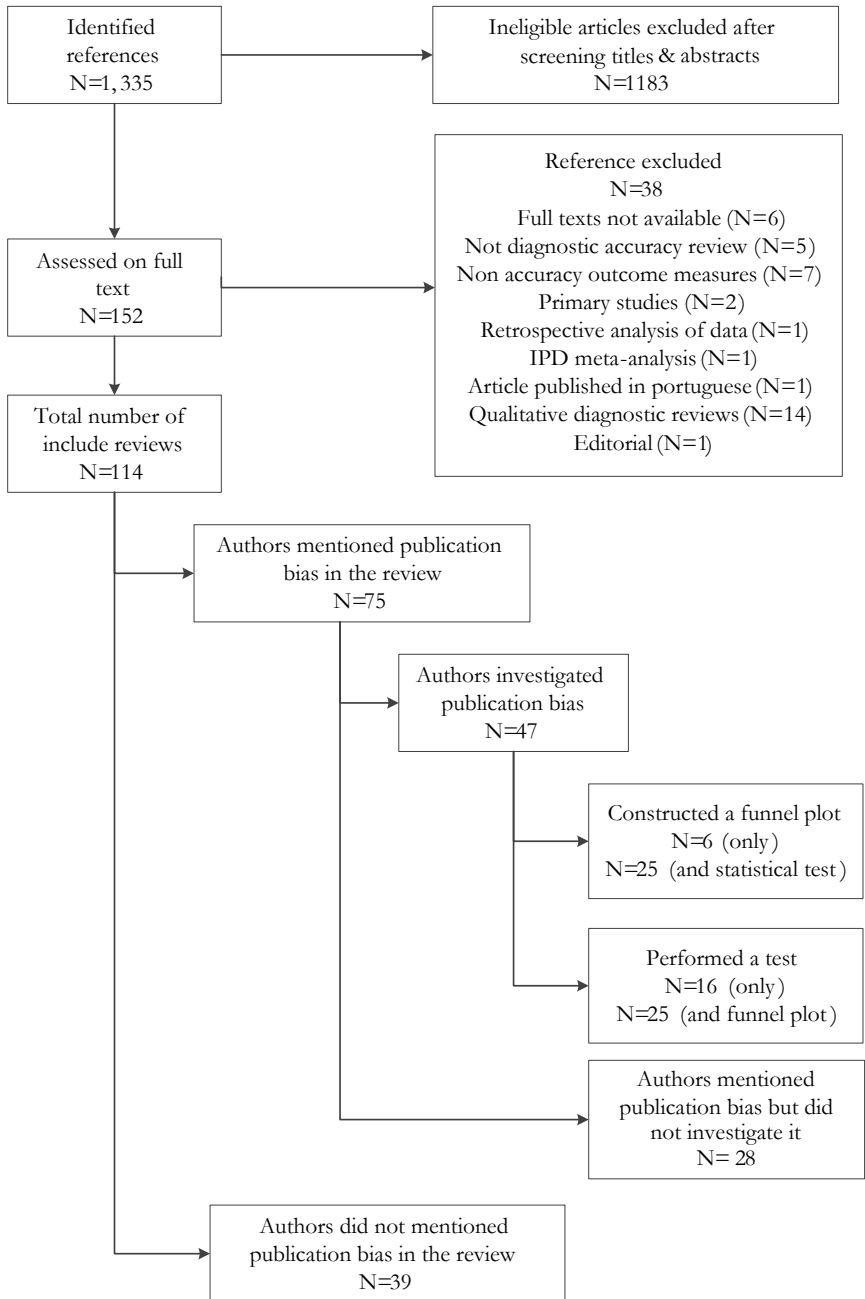 Identified
references
N=1,335
Ineligible articles excluded after
screening titles & abstracts
N=1183
Reference excluded
N=38
Full texts not available (N=6)
Not diagnostic accuracy review (N=5)
Non accuracy outcome measures (N=7)
Primary studies (N=2)
Retrospective analysis of data (N=1)
IPD meta-analysis (N=1)
Article published in portuguese (N=1)
Qualitative diagnostic reviews (N=14)
Editorial (N=1)
Assessed on full
text
N=152
Total number of
include reviews
N=114
Authors mentioned publication
bias in the review
N=75
Authors investigated
publication bias
N=47
Constructed a funnel plot
N=6 (only)
N=25 (and statistical test)
Performed a test
N=16 (only)
N=25 (and funnel plot)
Authors mentioned
publication bias but did
not investigate it
N= 28
Authors did not mentioned
publication bias in the review
N=39